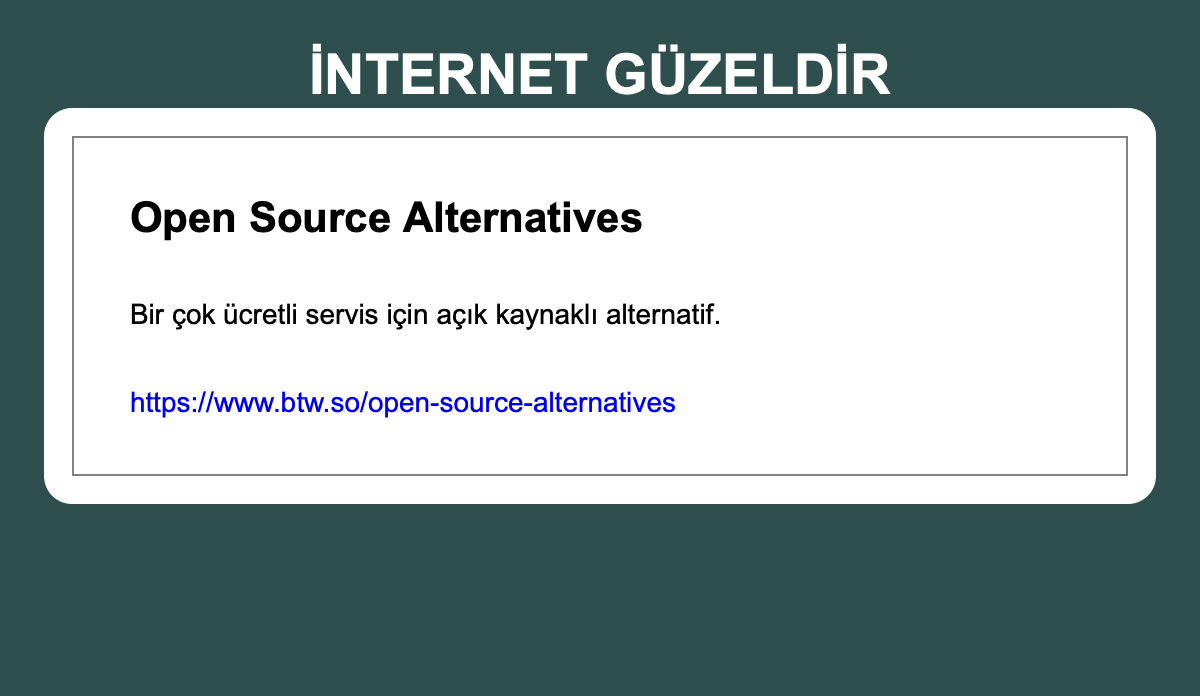 İNTERNET GÜZELDİR
Open Source Alternatives
Bir çok ücretli servis için açık kaynaklı alternatif.
https://www.btw.so/open-source-alternatives